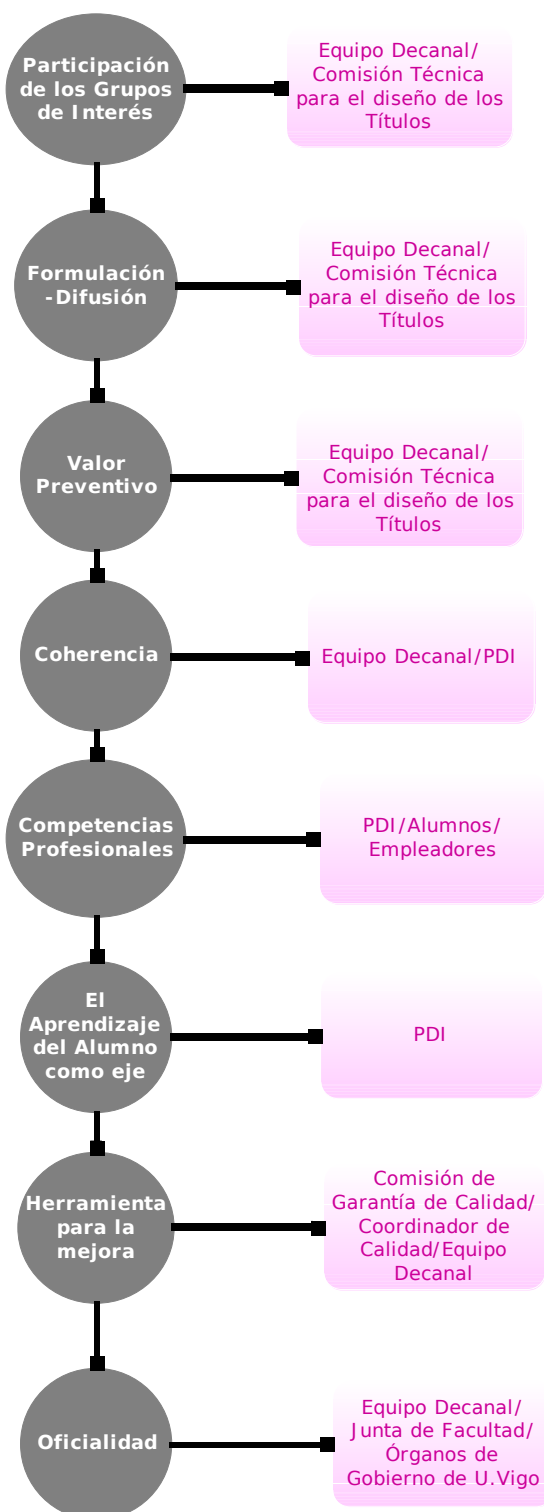 Participación
de los Grupos
de Interés
Equipo Decanal/
Comisión Técnica
para el diseño de los
Títulos
Formulación
-Difusión
Equipo Decanal/
Comisión Técnica
para el diseño de los
Títulos
Valor
Preventivo
Equipo Decanal/
Comisión Técnica
para el diseño de los
Títulos
Coherencia
Equipo Decanal/PDI
Competencias
Profesionales
PDI/Alumnos/
Empleadores
El
Aprendizaje
del Alumno
como eje
PDI
Herramienta
para la
mejora
Comisión de
Garantía de Calidad/
Coordinador de
Calidad/Equipo
Decanal
Oficialidad
Equipo Decanal/
Junta de Facultad/
Órganos de
Gobierno de U.Vigo